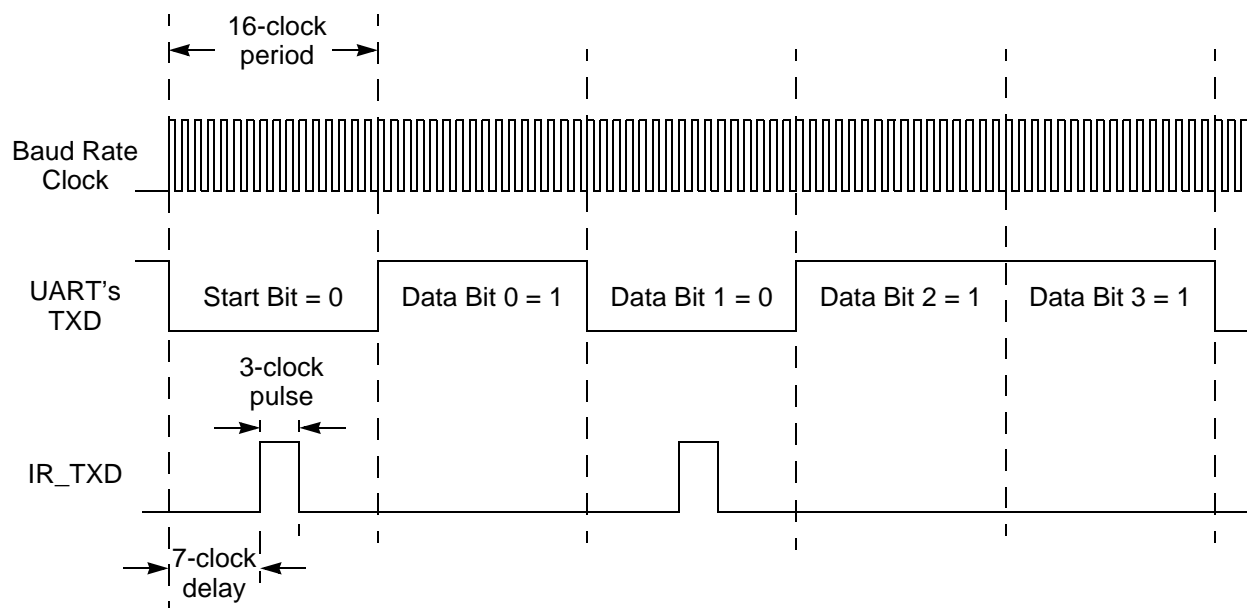 16-clock
period
Baud Rate
Clock
UART's
TXD
Start Bit = 0
Data Bit 0 = 1
Data Bit 1 = 0
Data Bit 2 = 1
Data Bit 3 = 1
3-clock
pulse
IR_TXD
7-clock
delay